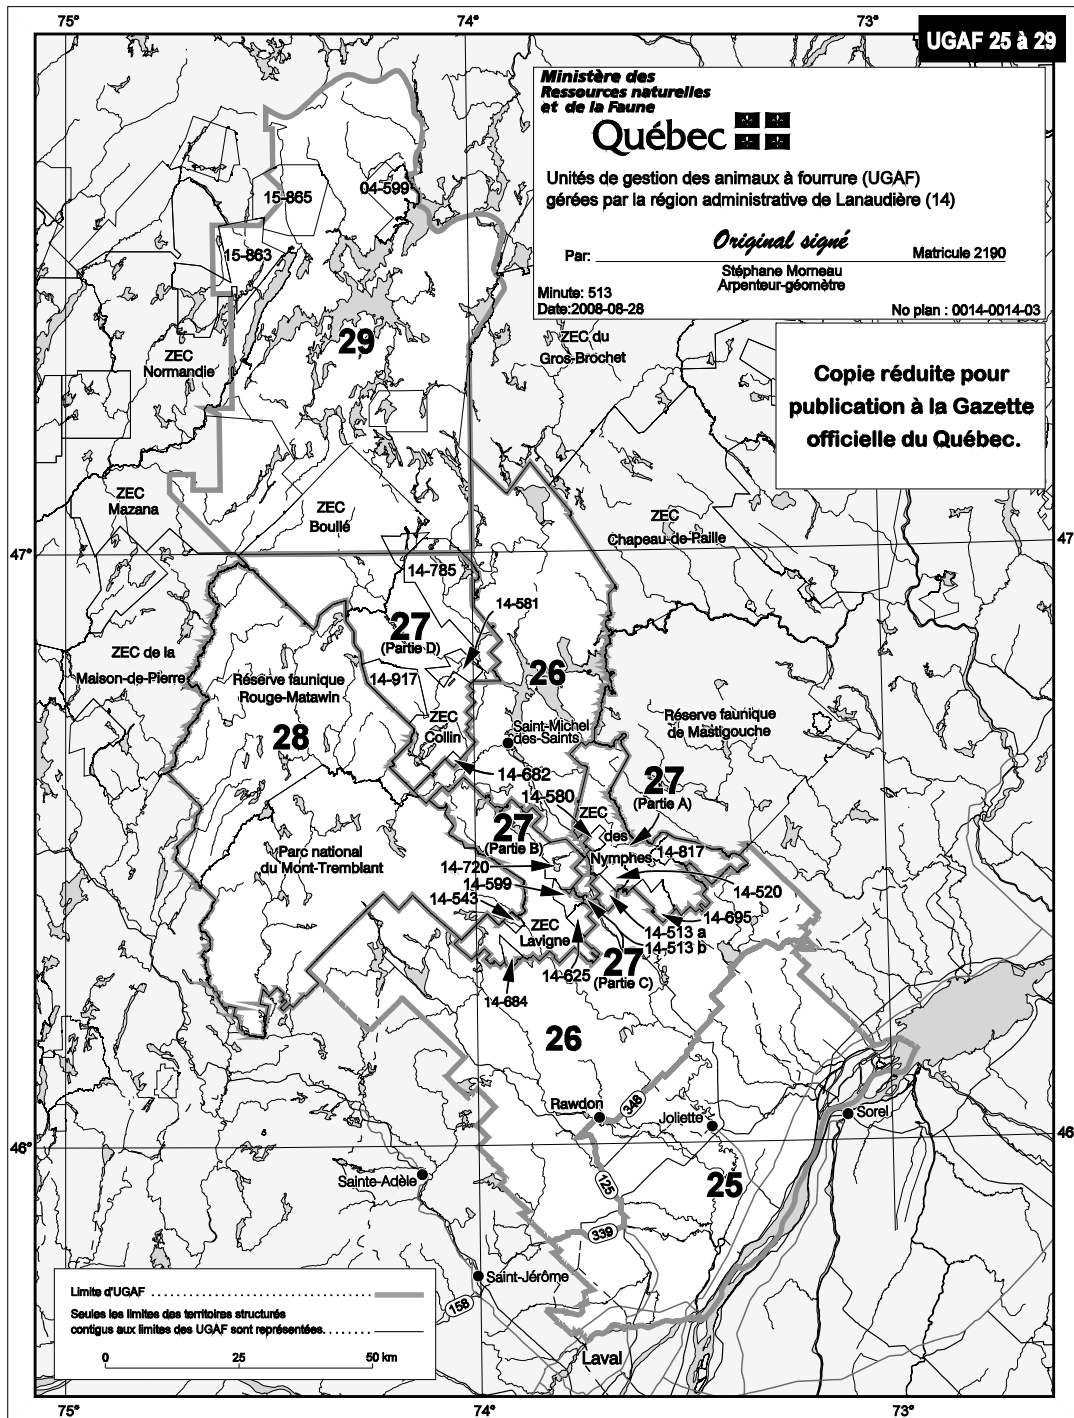 75°
74°
73°
UGAF 25 à 29
Ministère des
Ressources naturelles
et de la Faune
Québec
Unités de gestion des animaux à fourrure (UGAF)
gérées par la région administrative de Lanaudière (14)
Original signé
Par:
Matricule 2190
Stéphane Morneau
Arpenteur-géomètre
Minute: 513
Date:2008-08-28
No plan : 0014-0014-03
Copie réduite pour
publication à la Gazette
officielle du Québec.
15-865
04-599
15-863
29
ZEC du
Gros-Brochet
ZEC
Normandie
ZEC
Mazana
ZEC
Boullé
ZEC
Chapeau-de-Paille
47°
47
14-785
14-581
27
(Partie D)
26
ZEC de la
Maison-de-Pierre
14-917
Réserve faunique
Rouge-Matawin
28
ZEC
Collin
Saint-Michel
des-Saints
Réserve faunique
de Mastigouche
14-682
14-580
27
(Partie A)
ZEC
des
Nymphes
27
(Partie B)
14-817
Parc national
du Mont-Tremblant
14-720
14-599
14-543
14-520
14-695
ZEC
Lavigne
14-513 a
14-513 b
14-625
27
(Partie C)
14-684
26
Rawdon
348
Joliette
Sorel
46°
46
Sainte-Adèle
125
25
339
Saint-Jérôme
158
Laval
Limite d'UGAF
Seules les limites des territoires structurés
contigus aux limites des UGAF sont représentées.
0
25
50 km
75°
74°
73°